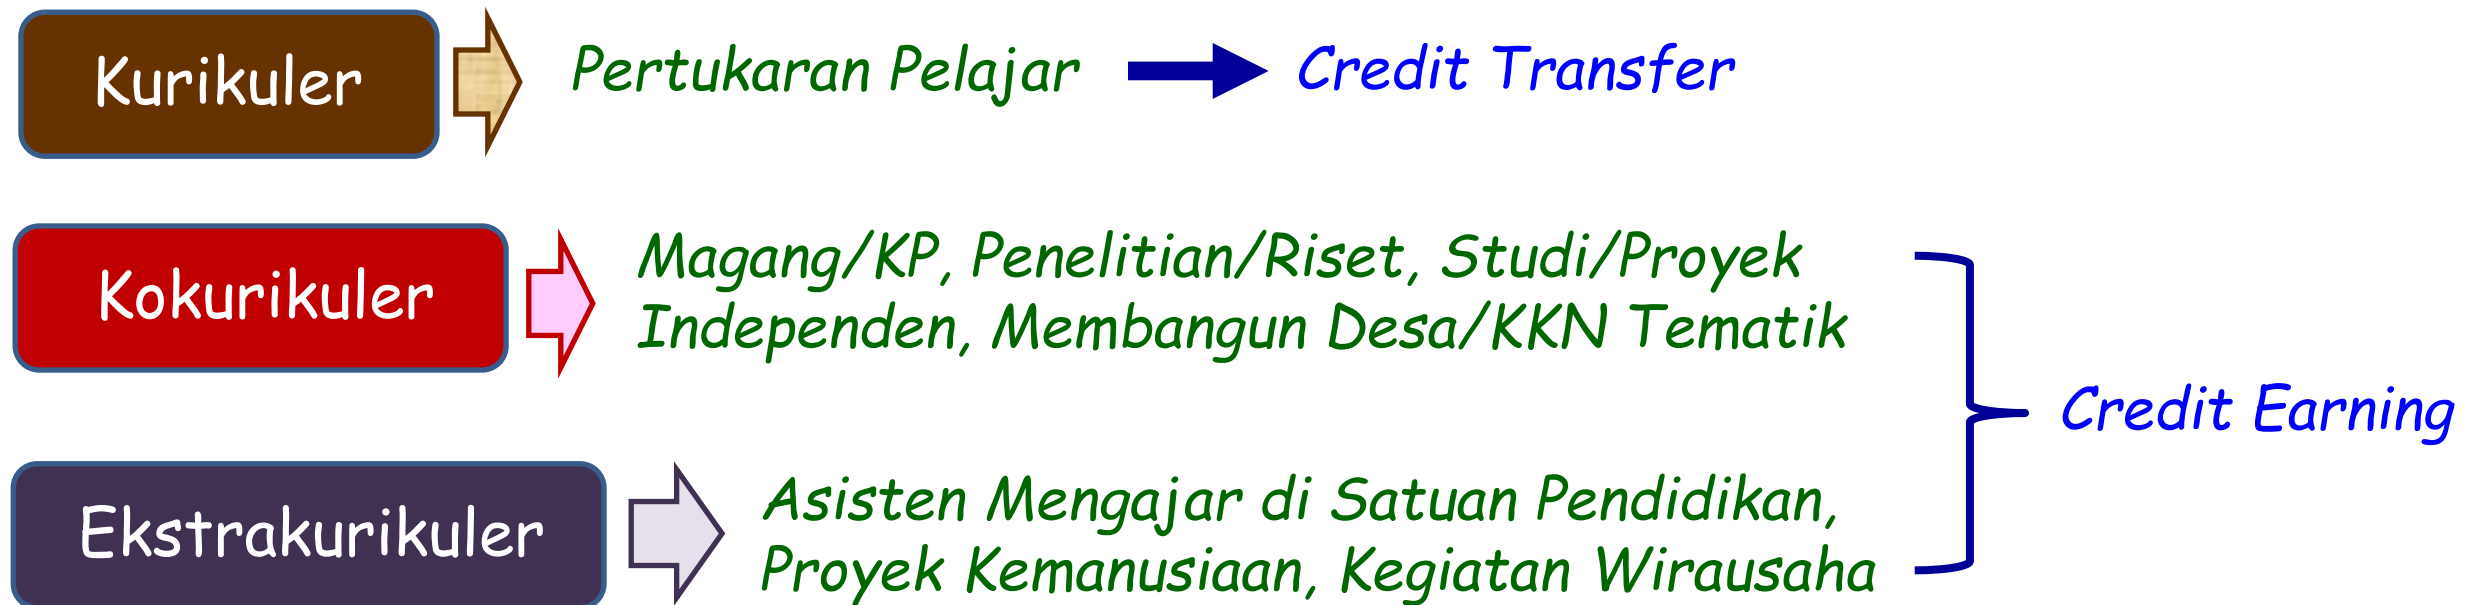 Kurikuler
Pertukaran Pelajar
Credit Transfer
Kokurikuler
Magang/KP, Penelitian/Riset, Studi/Proyek
Independen, Membangun Desa/KKN Tematik
Credit Earning
Ekstrakurikuler
Asisten Mengajar di Satuan Pendidikan,
Proyek Kemanusiaan, Kegiatan Wirausaha